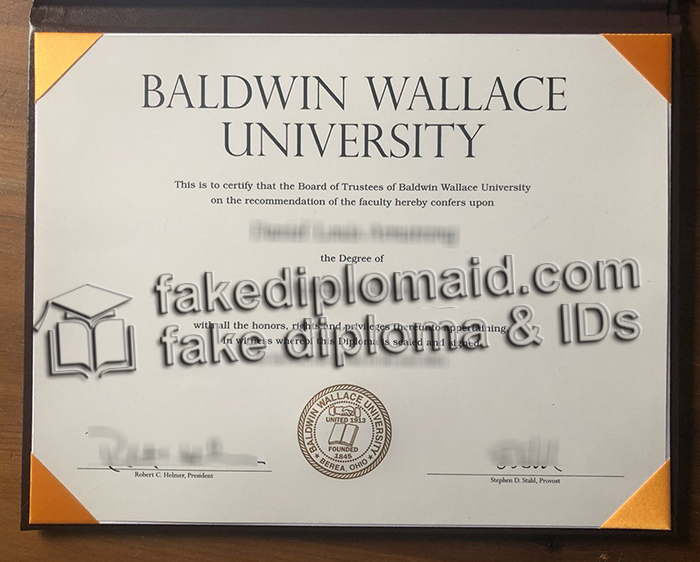 BALDWIN WALLACE
UNIVERSITY
This is to certify that the Board of Trustees of Baldwin Wallace University
on the recommendation of the faculty hereby confers upon
the Degree of
fakediplomaid.com
with all the honors, rights and privileges thereunto appertaining.
fake diploma & IDs
In witness whereof this Diploma is sealed and signed.
BALDWIN WALLACE UNIVERSITY
UNITED 1913
FOUNDED
1845
BEREA, OHIO
Robert C. Helmer, President
Stephen D. Stahl, Provost